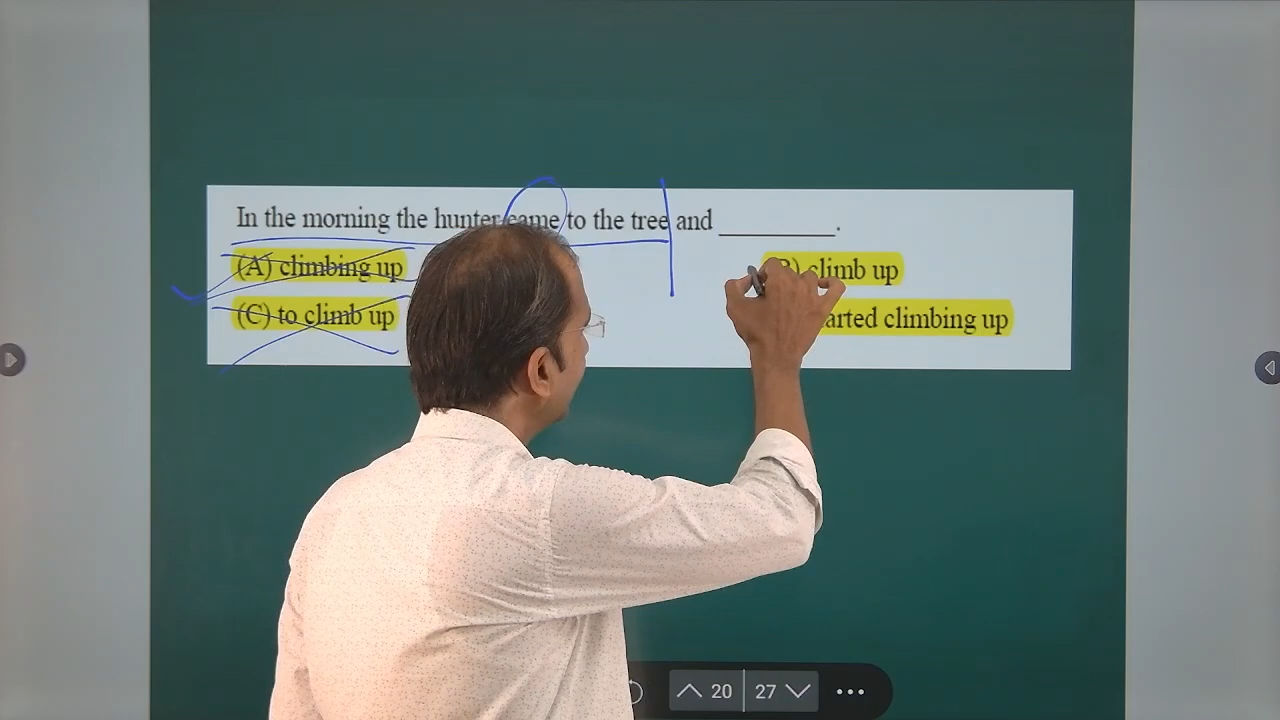 In the morning the hunter came to the tree and __________.
(A) climbing up
(B) climb up
(C) to climb up
climbing up
20 27